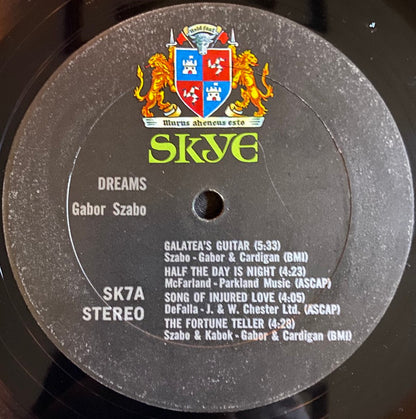 Hold fast
Murus aheneus esto
SKYE
DREAMS
Gabor Szabo
GALATEA'S GUITAR (5:33)
Szabo - Gabor & Cardigan (BMI)
HALF THE DAY IS NIGHT (4:23)
McFarland - Parkland Music (ASCAP)
SK7A
SONG OF INJURED LOVE (4:05)
STEREO
DeFalla - J. & W. Chester Ltd. (ASCAP)
THE FORTUNE TELLER (4:28)
Szabo & Kabok - Gabor & Cardigan (BMI)